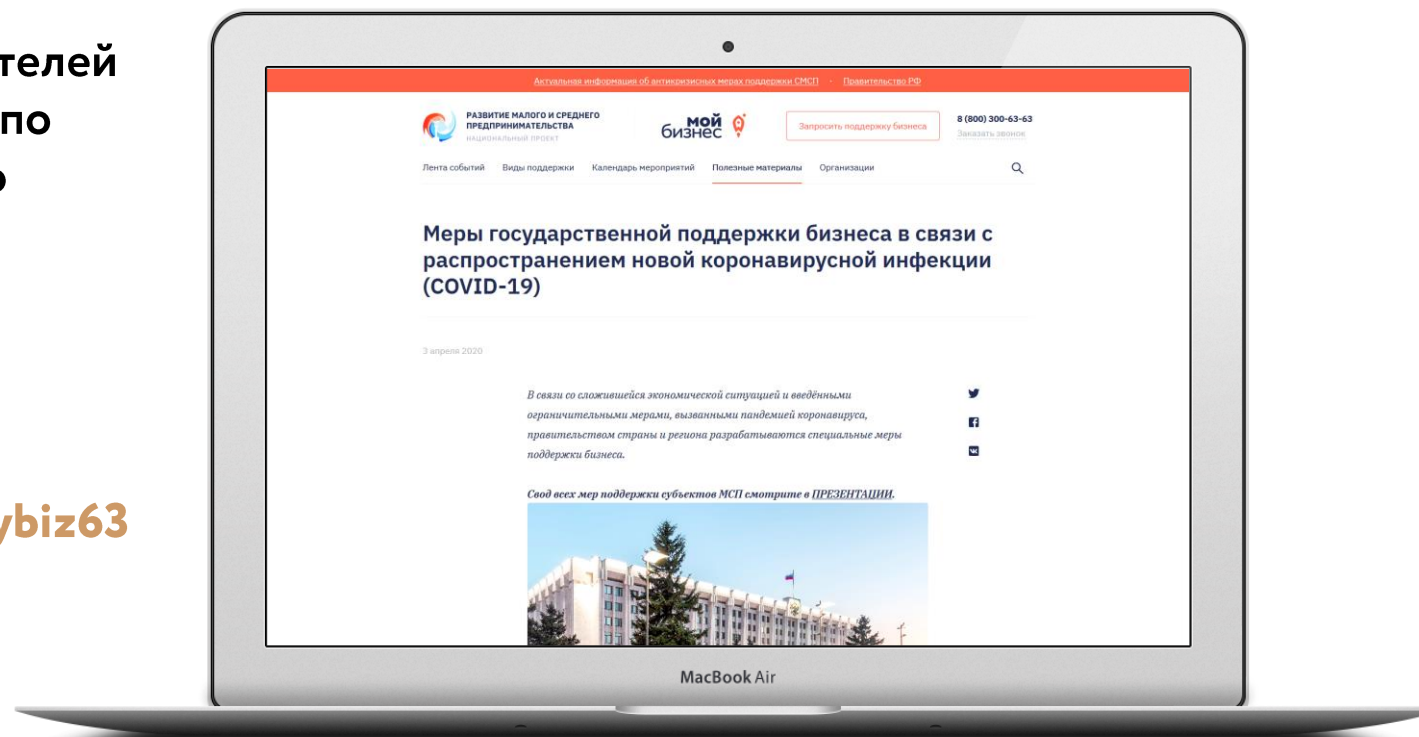 телей
по
о
ybiz63
Актуальная информация об антикризисных мерах поддержки СМСП · Правительство РФ
РАЗВИТИЕ МАЛОГО И СРЕДНЕГО
ПРЕДПРИНИМАТЕЛЬСТВА
НАЦИОНАЛЬНЫЙ ПРОЕКТ
мой
бизнес
Запросить поддержку бизнеса
8 (800) 300-63-63
Заказать звонок
Лента событий Виды поддержки Календарь мероприятий Полезные материалы Организации
Меры государственной поддержки бизнеса в связи с
распространением новой коронавирусной инфекции
(COVID-19)
3 апреля 2020
В связи со сложившейся экономической ситуацией и введёнными
ограничительными мерами, вызванными пандемией коронавируса,
правительством страны и региона разрабатываются специальные меры
поддержки бизнеса.
Свод всех мер поддержки субъектов МСП смотрите в ПРЕЗЕНТАЦИИ.
MacBook Air